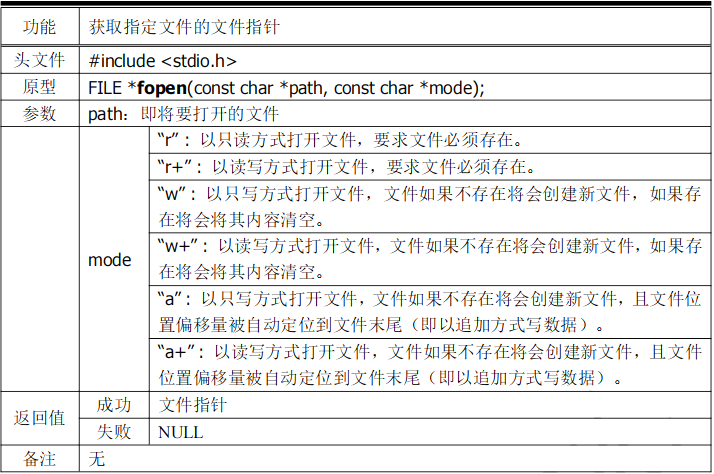 功能 获取指定文件的文件指针
头文件 #include <stdio.h>
原型 FILE *fopen(const char *path, const char *mode);
参数 path：即将要打开的文件
mode
“r”：以只读方式打开文件，要求文件必须存在。
“r+”：以读写方式打开文件，要求文件必须存在。
“w”：以只写方式打开文件，文件如果不存在将会创建新文件，如果存
在将会将其内容清空。
“w+”：以读写方式打开文件，文件如果不存在将会创建新文件，如果存
在将会将其内容清空。
“a”：以只写方式打开文件，文件如果不存在将会创建新文件，且文件位
置偏移量被自动定位到文件末尾（即以追加方式写数据）。
“a+”：以读写方式打开文件，文件如果不存在将会创建新文件，且文件
位置偏移量被自动定位到文件末尾（即以追加方式写数据）。
返回值
成功 文件指针
失败 NULL
备注 无